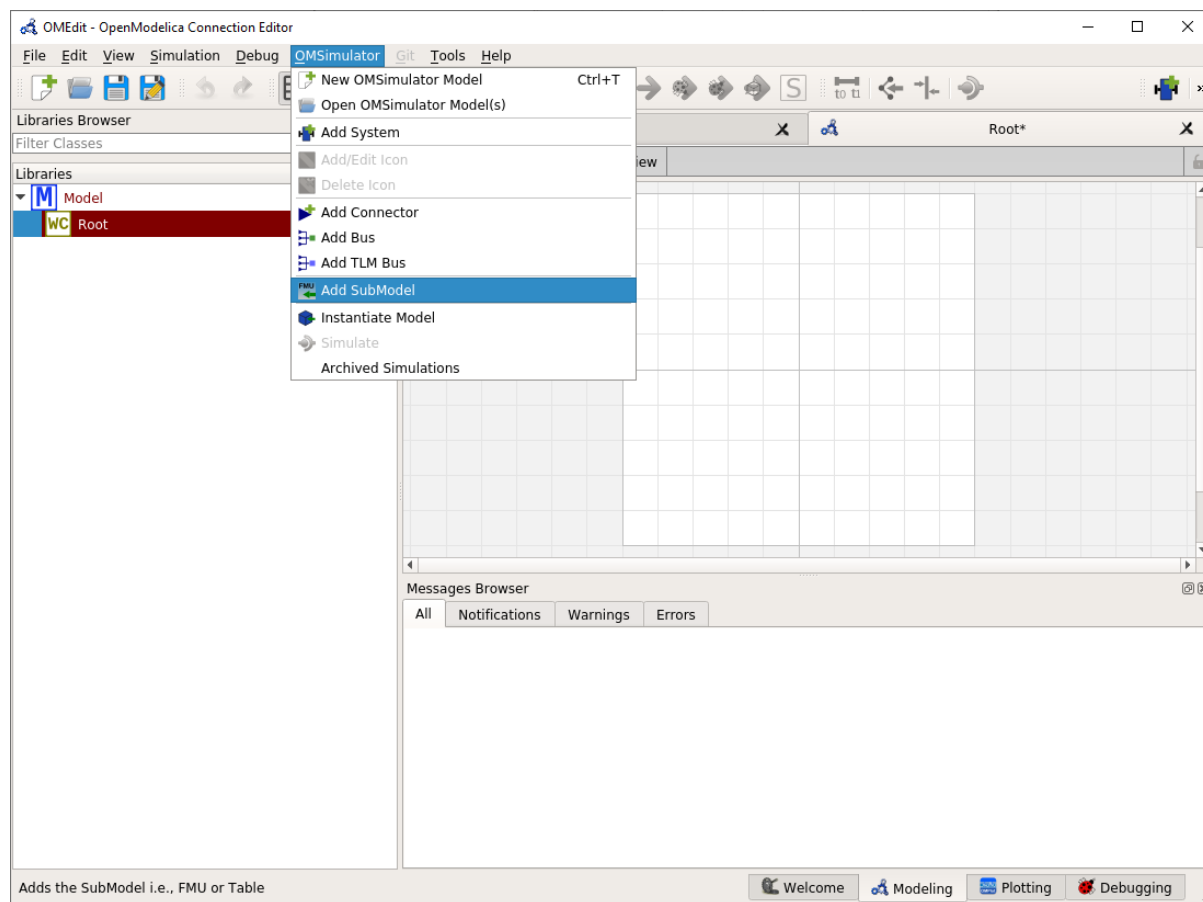 OMEdit - OpenModelica Connection Editor
File Edit View Simulation Debug OMSimulator Git Tools Help
New OMSimulator Model Ctrl+T
Open OMSimulator Model(s)
Add System
Add/Edit Icon
Delete Icon
Add Connector
Add Bus
Add TLM Bus
FMU Add SubModel
Instantiate Model
Simulate
Archived Simulations
S
to t1
Libraries Browser
Filter Classes
Libraries
M Model
WC Root
Root*
iew
Messages Browser
All Notifications Warnings Errors
Adds the SubModel i.e., FMU or Table
Welcome Modeling Plotting Debugging